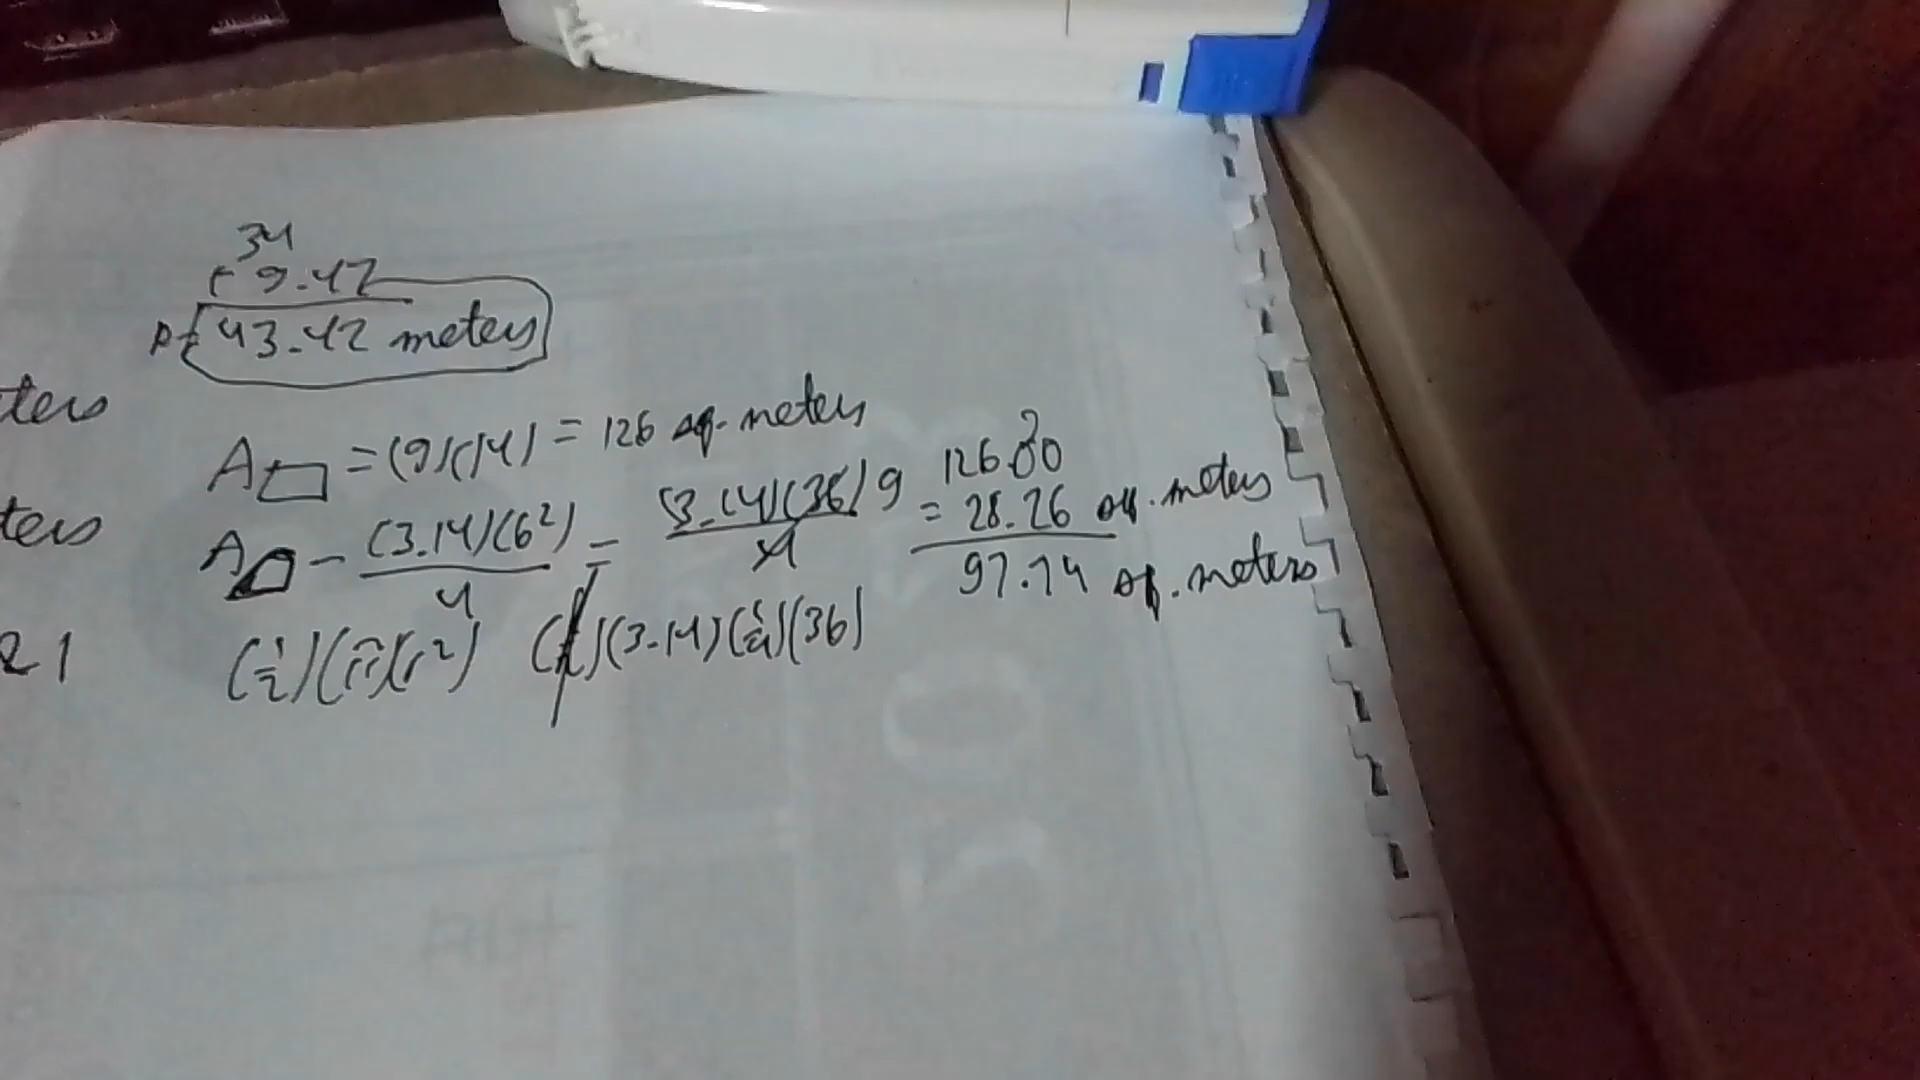 34
+ 9.42
P= 43.42 meters
ters
A▱ = (9)(14) = 126 sq. meters
126.00
A = (3.14)(6²)/4 = (3.14)(36)9/4 = 28.26 sq. meters
ters
97.74 sq. meters
21
(1/2)(π)(r²) (3.14)(36)